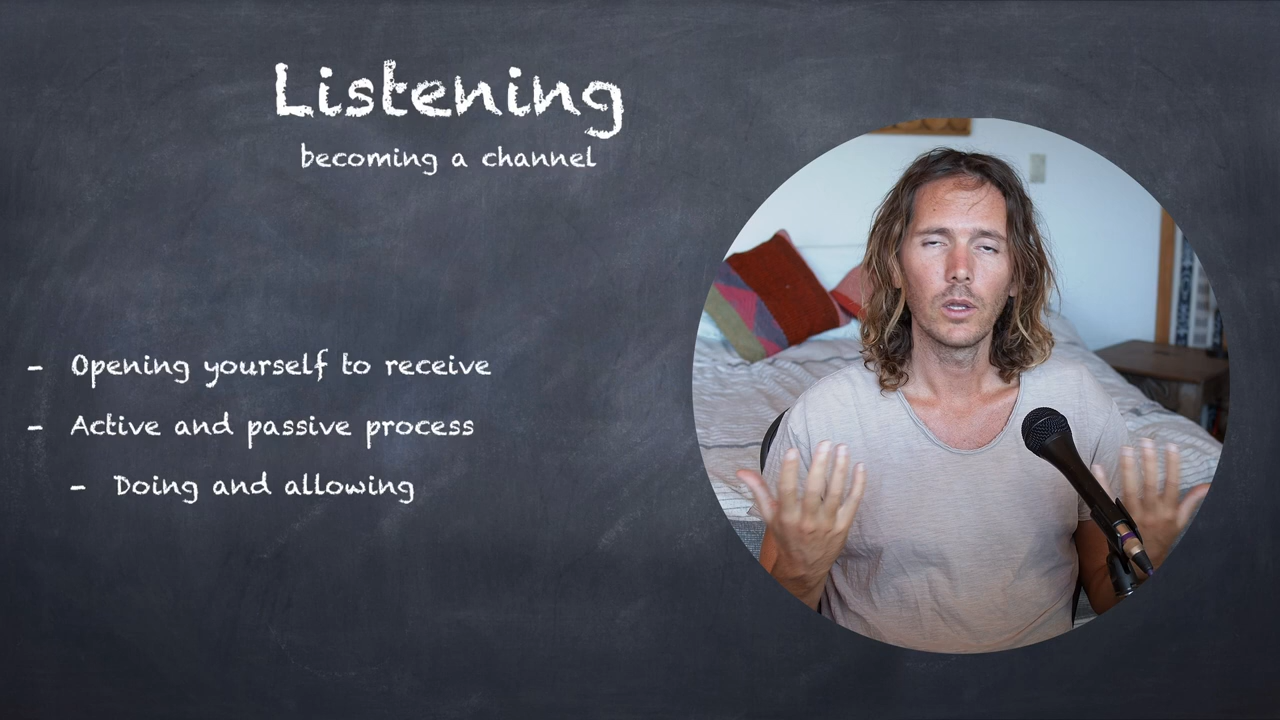 Listening
becoming a channel
- Opening yourself to receive
- Active and passive process
- Doing and allowing